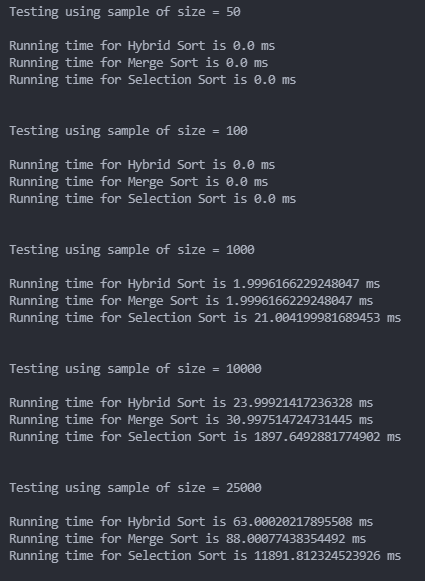 Testing using sample of size = 50
Running time for Hybrid Sort is 0.0 ms
Running time for Merge Sort is 0.0 ms
Running time for Selection Sort is 0.0 ms
Testing using sample of size = 100
Running time for Hybrid Sort is 0.0 ms
Running time for Merge Sort is 0.0 ms
Running time for Selection Sort is 0.0 ms
Testing using sample of size = 1000
Running time for Hybrid Sort is 1.9996166229248047 ms
Running time for Merge Sort is 1.9996166229248047 ms
Running time for Selection Sort is 21.004199981689453 ms
Testing using sample of size = 10000
Running time for Hybrid Sort is 23.99921417236328 ms
Running time for Merge Sort is 30.997514724731445 ms
Running time for Selection Sort is 1897.6492881774902 ms
Testing using sample of size = 25000
Running time for Hybrid Sort is 63.00020217895508 ms
Running time for Merge Sort is 88.00077438354492 ms
Running time for Selection Sort is 11891.812324523926 ms